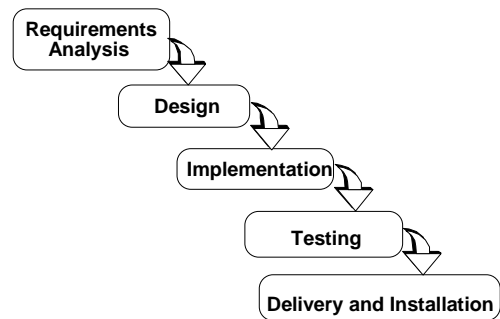 Requirements
Analysis
Design
Implementation
Testing
Delivery and Installation